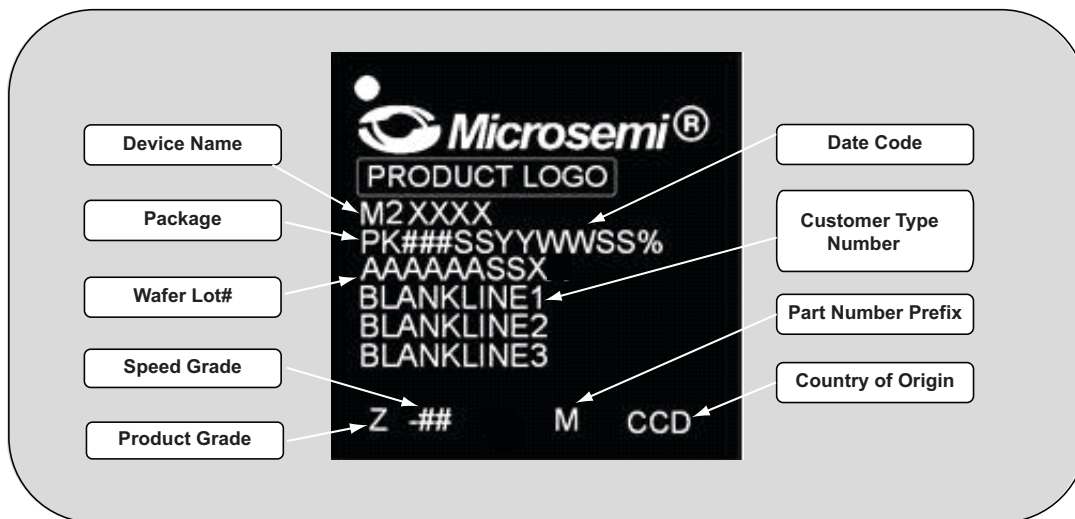 Microsemi®
PRODUCT LOGO
M2XXXX
PK###SSYYWWSS%
AAAAAASSX
BLANKLINE1
BLANKLINE2
BLANKLINE3
Z -## M CCD
Device Name
Package
Wafer Lot#
Speed Grade
Product Grade
Date Code
Customer Type
Number
Part Number Prefix
Country of Origin